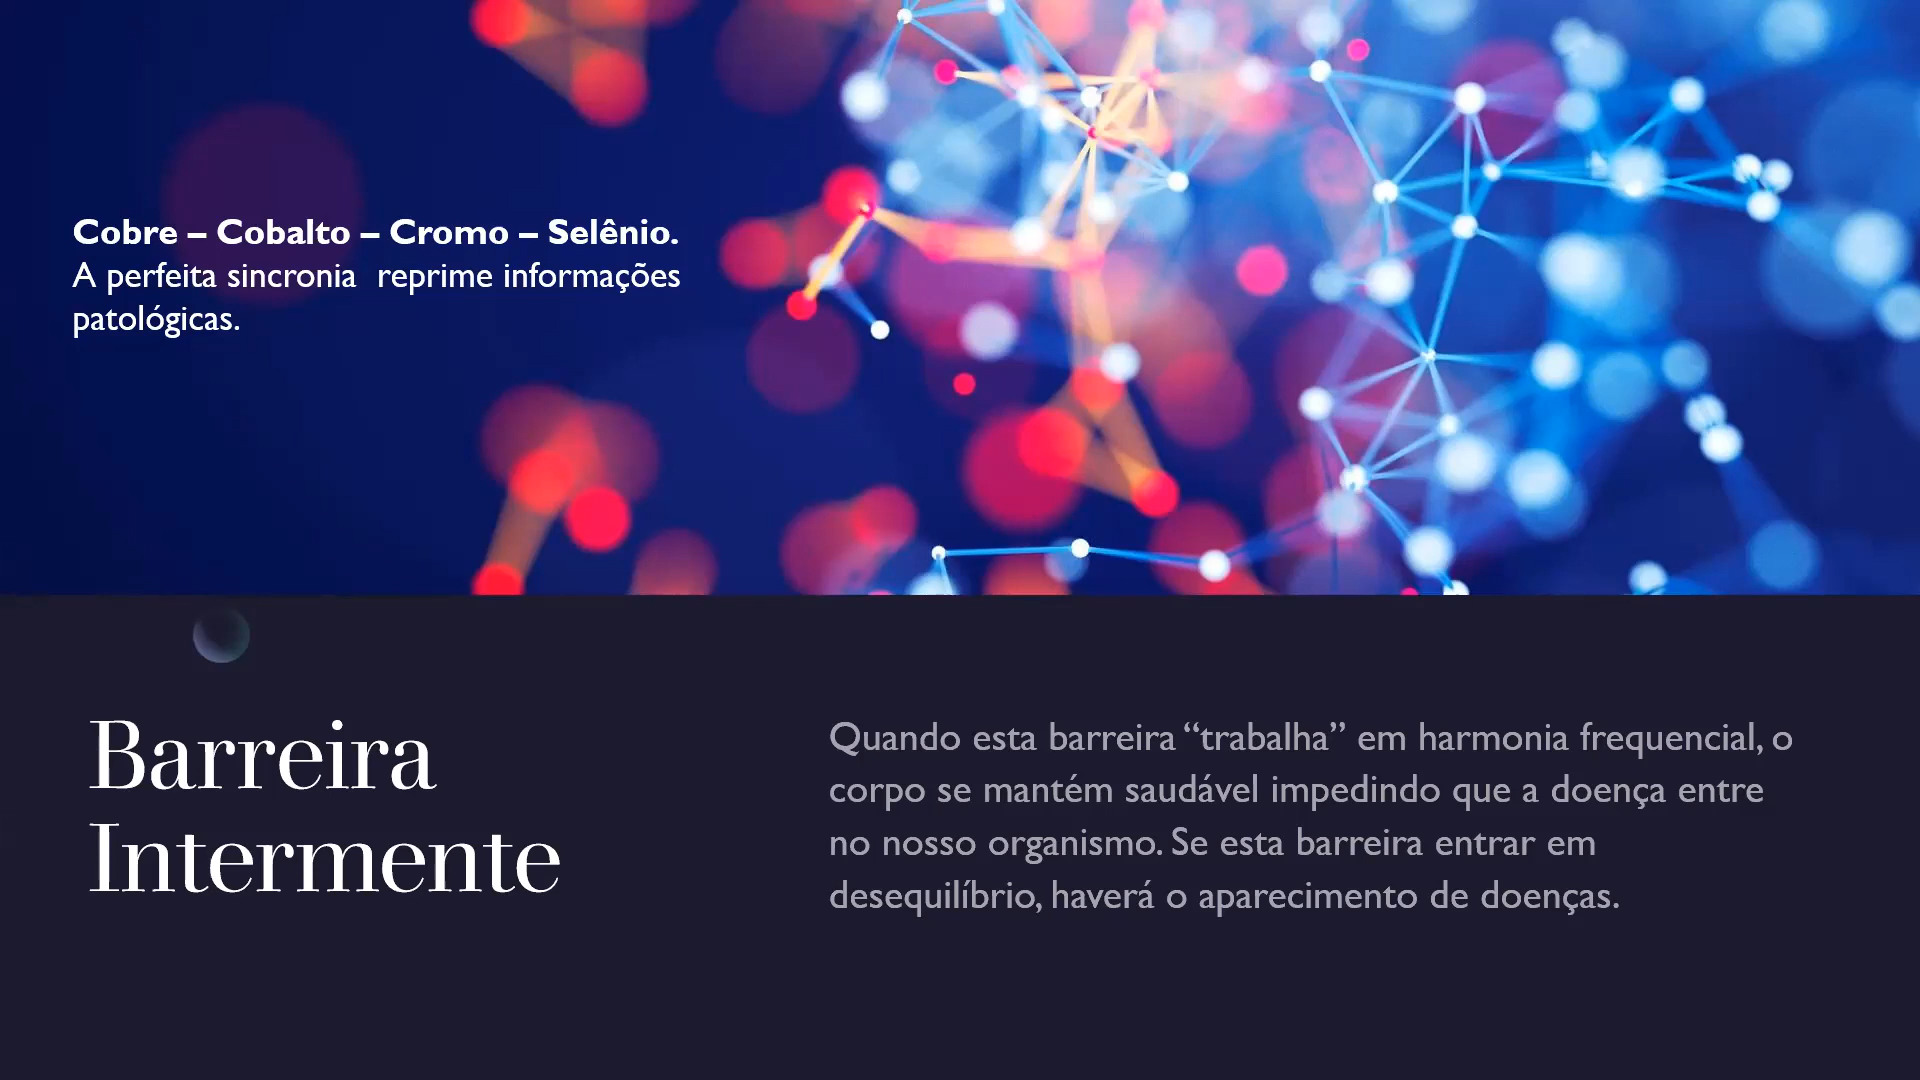 Cobre – Cobalto – Cromo – Selênio.
A perfeita sincronia  reprime informações
patológicas.
Barreira
Intermente
Quando esta barreira “trabalha” em harmonia frequencial, o
corpo se mantém saudável impedindo que a doença entre
no nosso organismo. Se esta barreira entrar em
desequilíbrio, haverá o aparecimento de doenças.